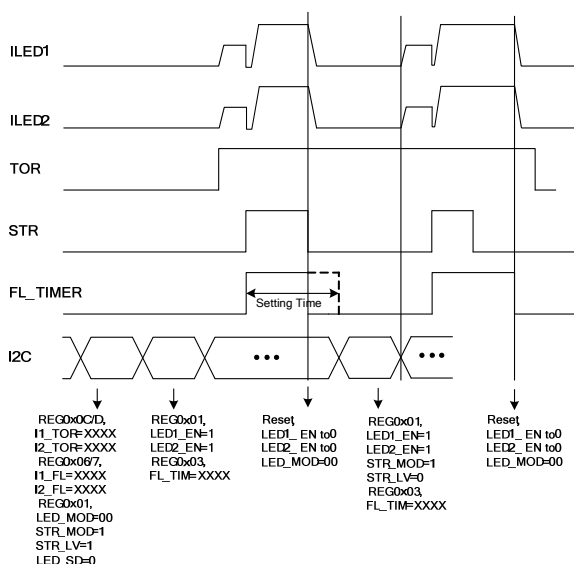 ILED1
ILED2
TOR
STR
FL_TIMER
Setting Time
I2C
•••
•••
REG0x0C/D,
I1_TOR=XXXX
I2_TOR=XXXX
REG0x06/7,
I1_FL=XXXX
I2_FL=XXXX
REG0x01,
LED_MOD=00
STR_MOD=1
STR_LV=1
LED_SD=0
REG0x01,
LED1_EN=1
LED2_EN=1
REG0x03,
FL_TIM=XXXX
Reset,
LED1_EN to0
LED2_EN to0
LED_MOD=00
REG0x01,
LED1_EN=1
LED2_EN=1
STR_MOD=1
STR_LV=0
REG0x03,
FL_TIM=XXXX
Reset,
LED1_EN to0
LED2_EN to0
LED_MOD=00